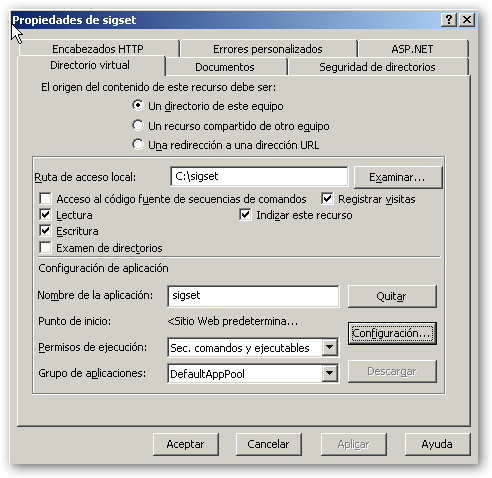 Propiedades de sigset
Encabezados HTTP Errores personalizados ASP.NET
Directorio virtual Documentos Seguridad de directorios
El origen del contenido de este recurso debe ser:
Un directorio de este equipo
Un recurso compartido de otro equipo
Una redirección a una dirección URL
Ruta de acceso local: C:\sigset Examinar...
Acceso al código fuente de secuencias de comandos Registrar visitas
Lectura Indizar este recurso
Escritura
Examen de directorios
Configuración de aplicación
Nombre de la aplicación: sigset Quitar
Punto de inicio: <Sitio Web predetermina... Configuración...
Permisos de ejecución: Sec. comandos y ejecutables
Grupo de aplicaciones: DefaultAppPool Descargar
Aceptar Cancelar Aplicar Ayuda